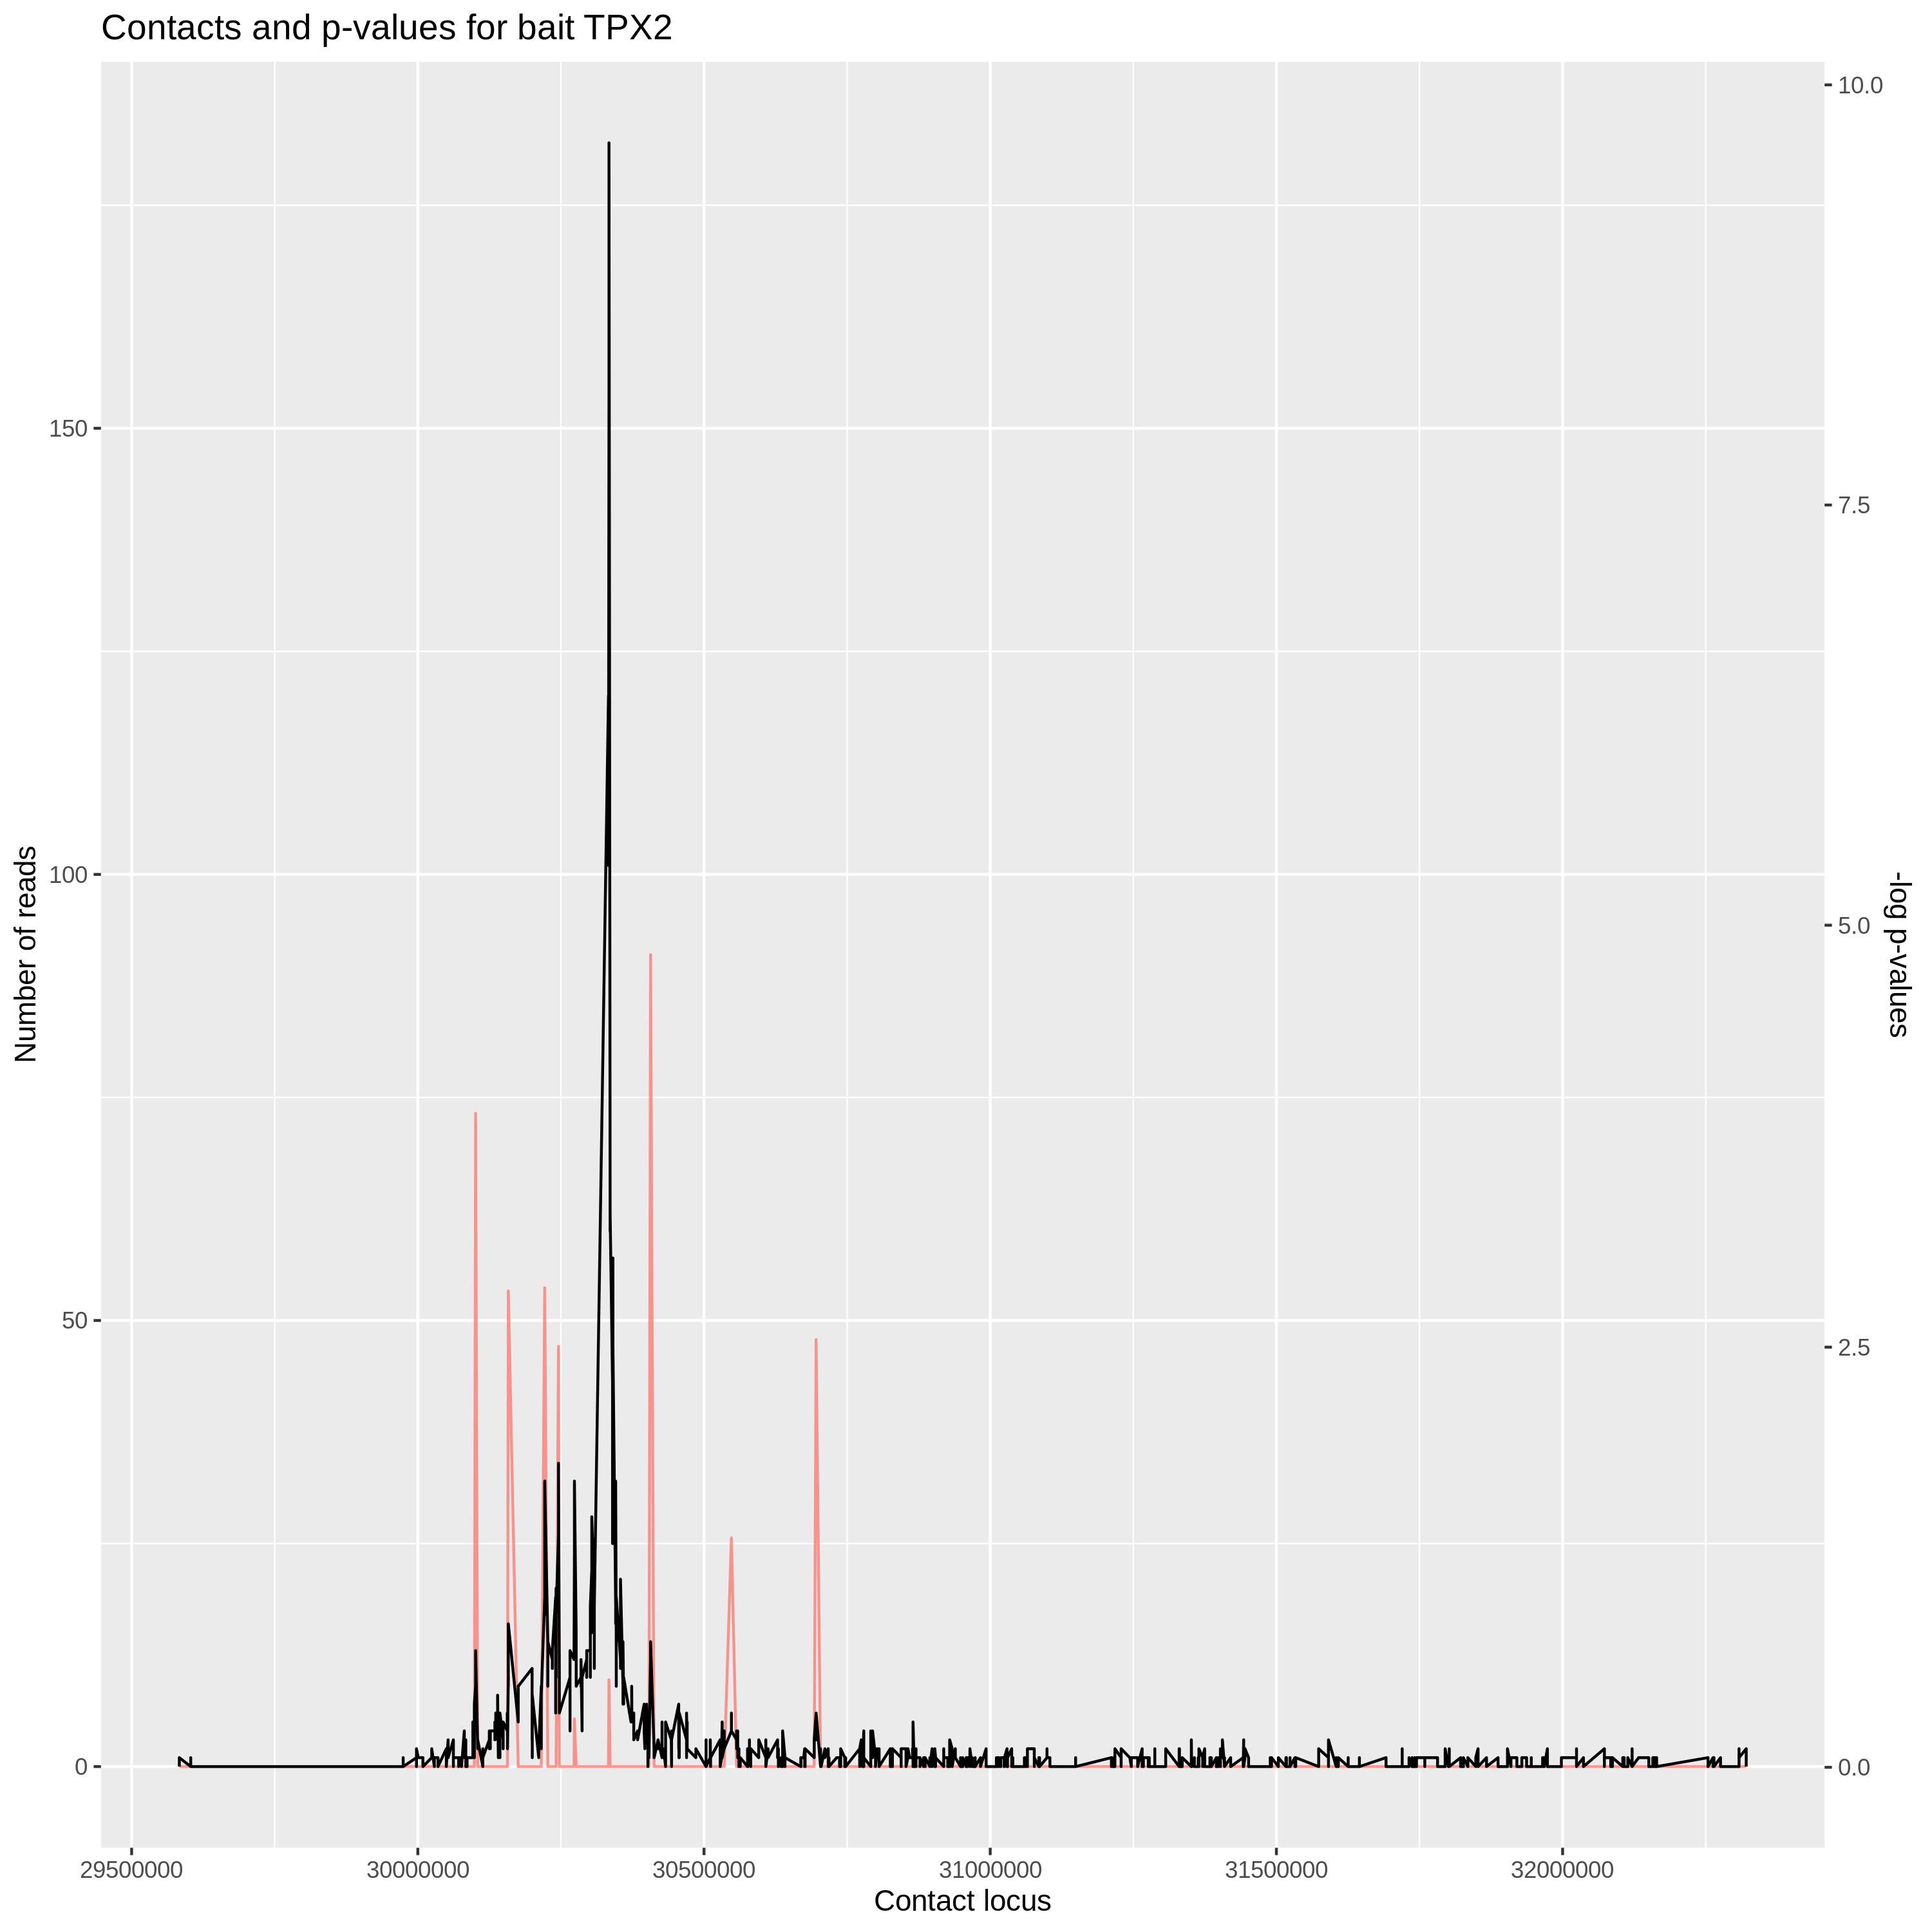 Contacts and p-values for bait TPX2
10.0
150
7.5
100
5.0
Number of reads
-log p-values
50
2.5
0
0.0
29500000 30000000 30500000 31000000 31500000 32000000
Contact locus